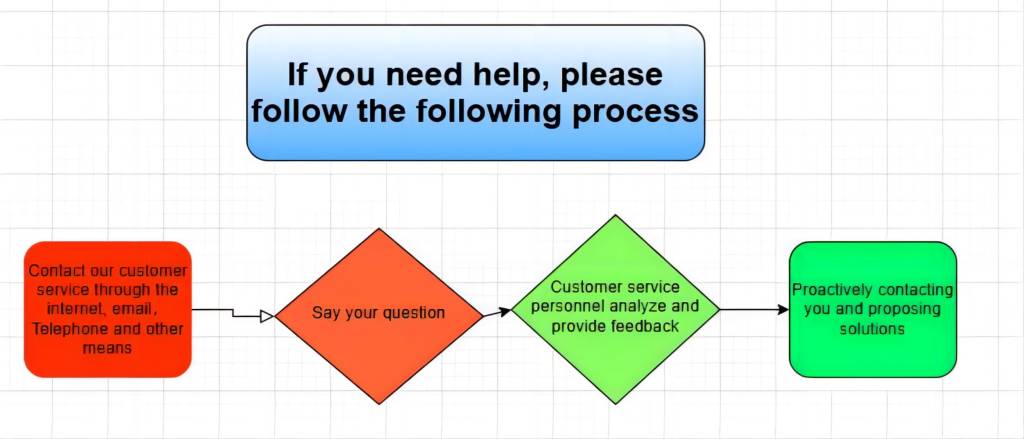 If you need help, please
follow the following process
Contact our customer
service through the
internet, email,
Telephone and other
means
Say your question
Customer service
personnel analyze and
provide feedback
Proactively contacting
you and proposing
solutions